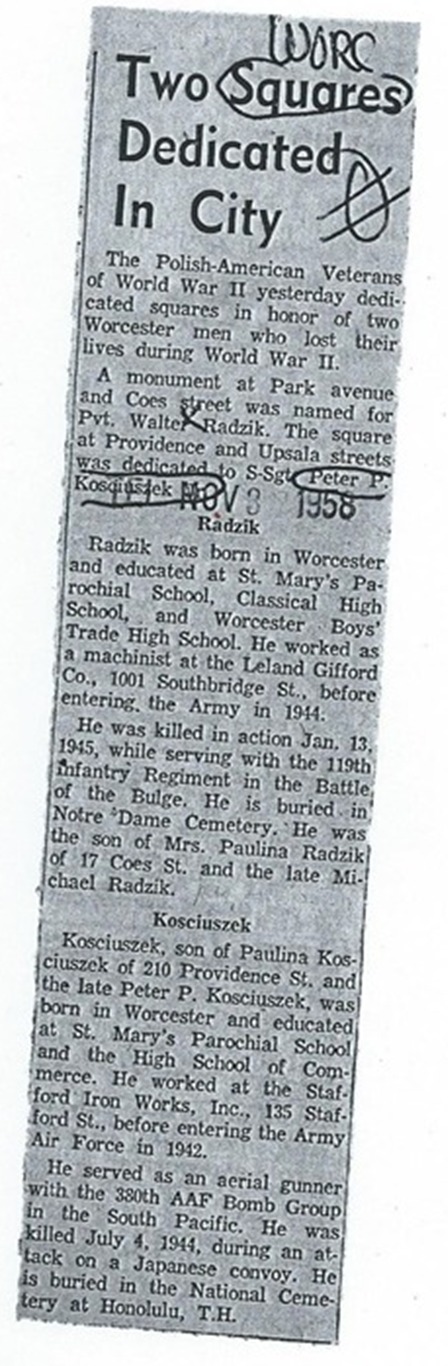 WORC
Two Squares
Dedicated
In City
The Polish-American Veterans
of World War II yesterday dedi-
cated squares in honor of two
Worcester men who lost their
lives during World War II.
A monument at Park avenue
and Coes street was named for
Pvt. Walter Radzik. The square
at Providence and Upsala streets
was dedicated to S-Sgt. Peter P.
Kosciuszek
NOV 3 1958
Radzik
Radzik was born in Worcester
and educated at St. Mary's Pa-
rochial School, Classical High
School, and Worcester Boys'
Trade High School. He worked as
a machinist at the Leland Gifford
Co., 1001 Southbridge St., before
entering the Army in 1944.
He was killed in action Jan. 13,
1945, while serving with the 119th
Infantry Regiment in the Battle
of the Bulge. He is buried in
Notre Dame Cemetery. He was
the son of Mrs. Paulina Radzik
of 17 Coes St. and the late Mi-
chael Radzik.
Kosciuszek
Kosciuszek, son of Paulina Kos-
ciuszek of 210 Providence St. and
the late Peter P. Kosciuszek, was
born in Worcester and educated
at St. Mary's Parochial School
and the High School of Com-
merce. He worked at the Staf-
ford Iron Works, Inc., 135 Staf-
ford St., before entering the Army
Air Force in 1942.
He served as an aerial gunner
with the 380th AAF Bomb Group
in the South Pacific. He was
killed July 4, 1944, during an at-
tack on a Japanese convoy. He
is buried in the National Ceme-
tery at Honolulu, T.H.